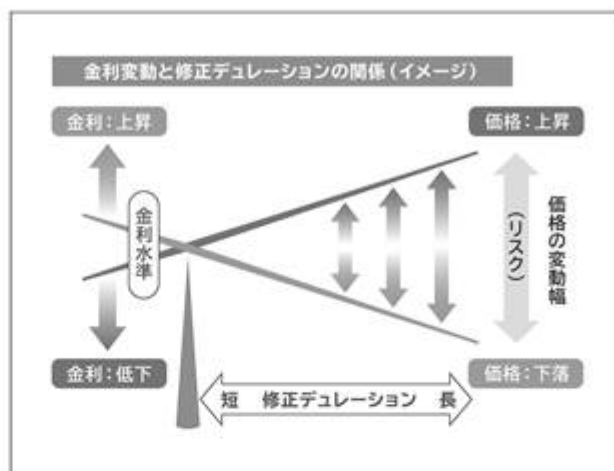 金利変動と修正デュレーションの関係（イメージ）
金利：上昇
価格：上昇
金利水準
価格の変動幅
（リスク）
金利：低下
価格：下落
短 修正デュレーション 長